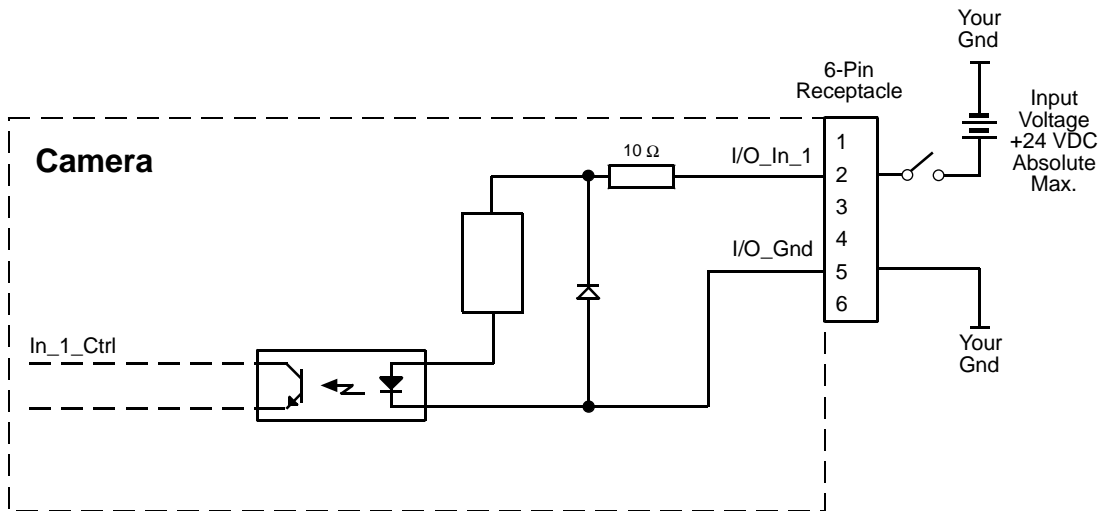 Your
Gnd
6-Pin
Receptacle
Input
Voltage
+24 VDC
Absolute
Max.
Camera
10 Ω
I/O_In_1
1
2
3
4
5
6
I/O_Gnd
In_1_Ctrl
Your
Gnd